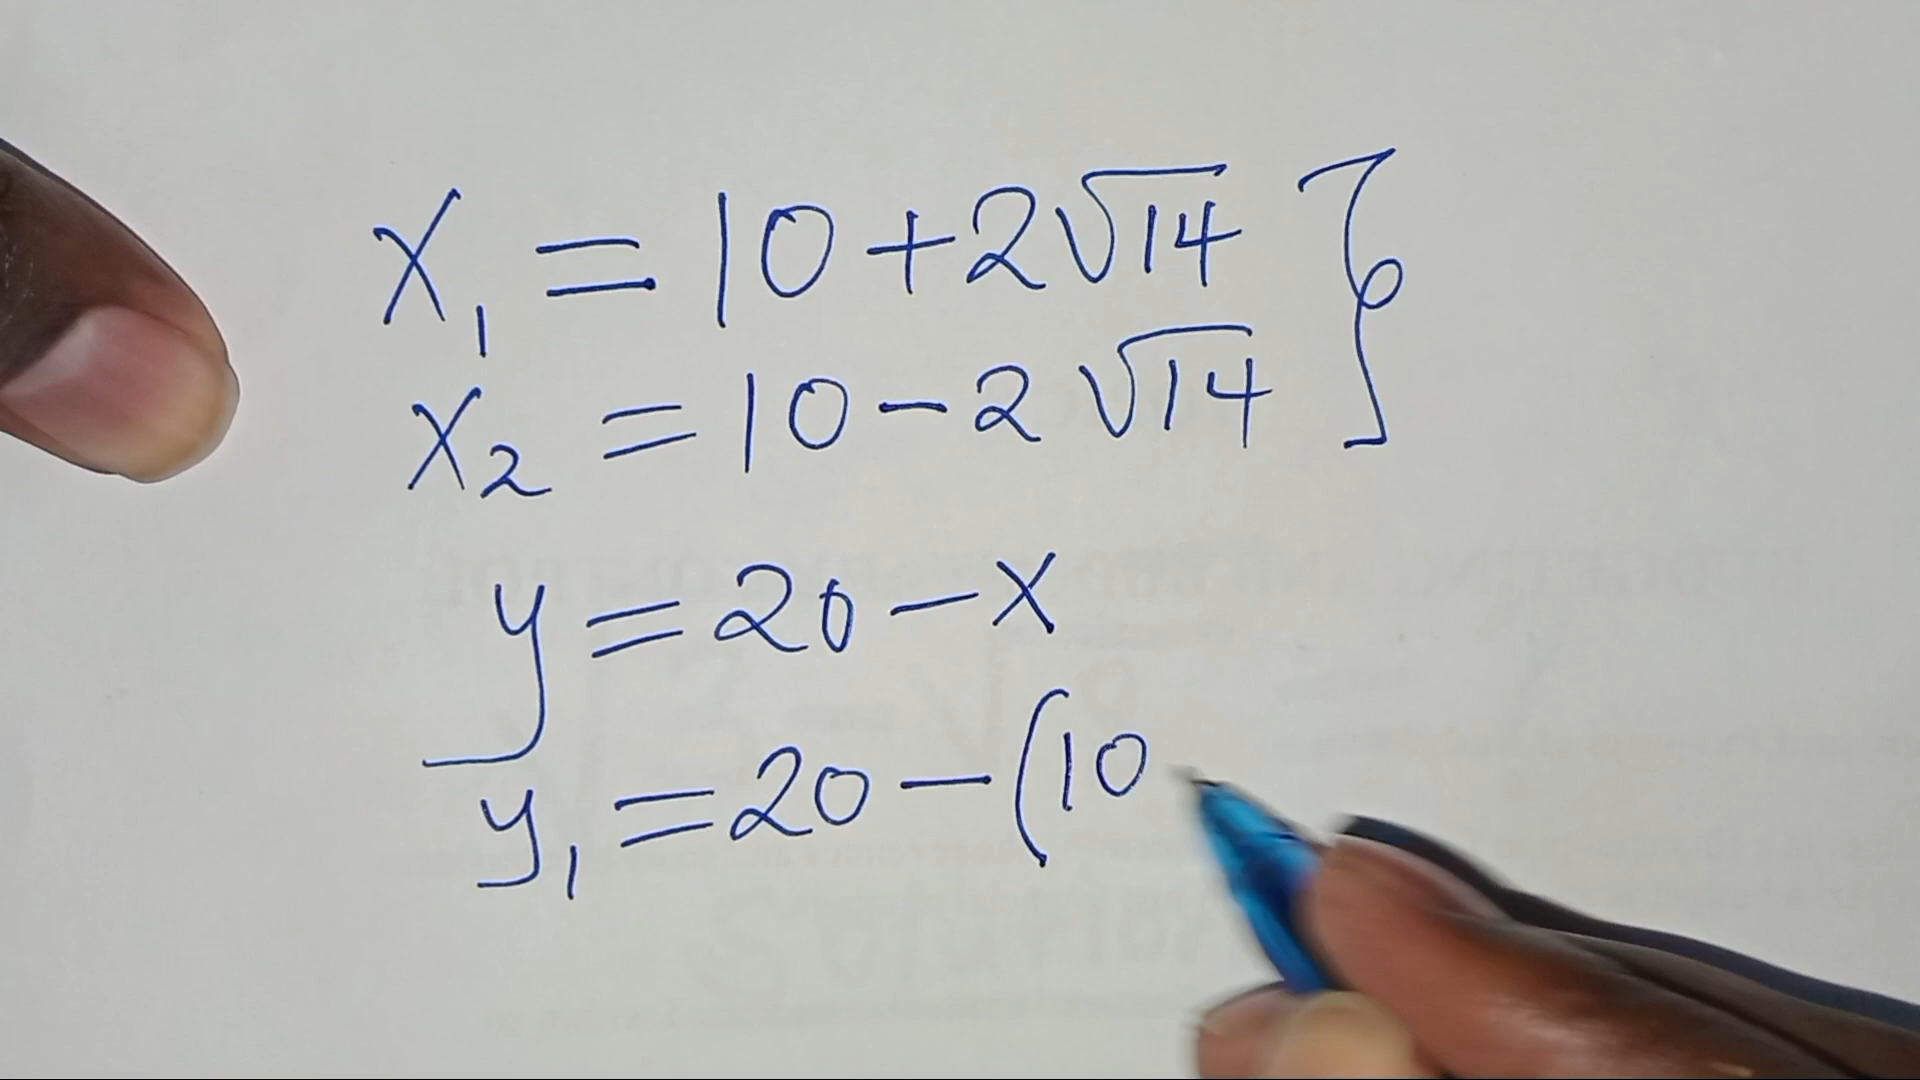 x₁ = 10 + 2√14 }
x₂ = 10 - 2√14
y = 20 - x
y₁ = 20 - (10